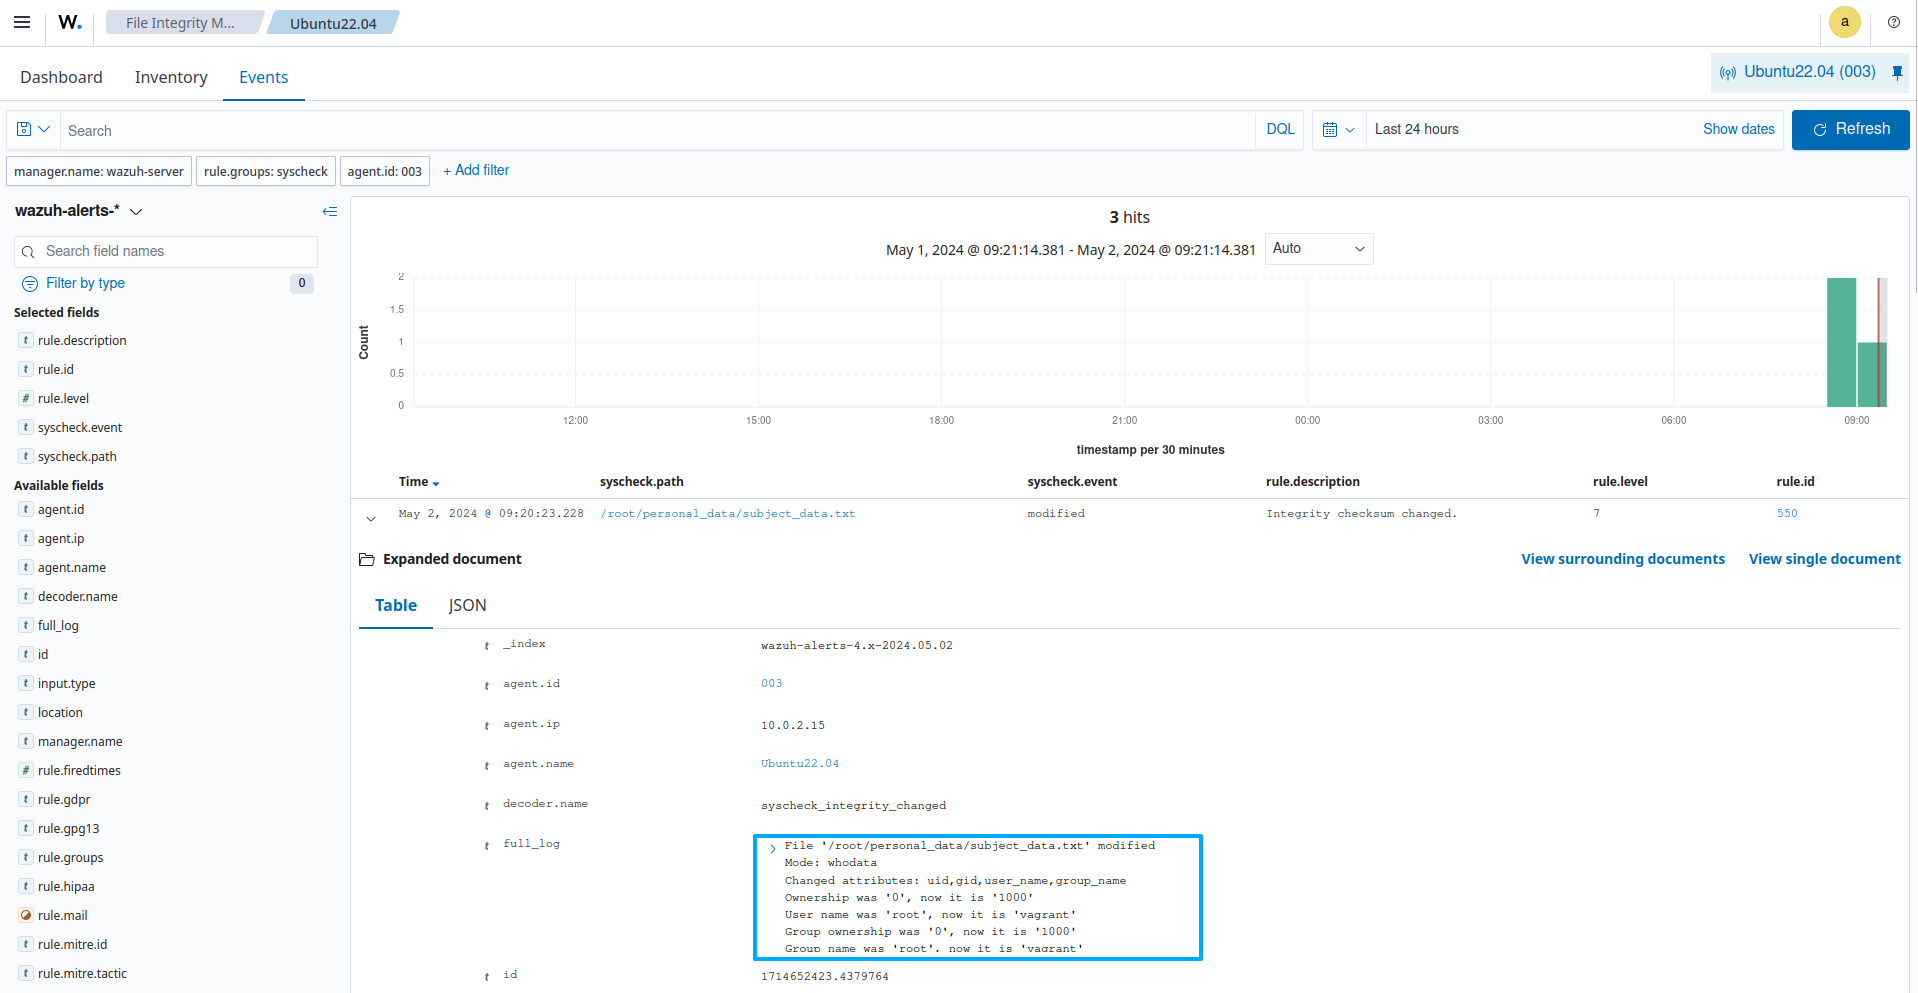 W.
File Integrity M...
Ubuntu22.04
a
Dashboard
Inventory
Events
Ubuntu22.04 (003)
Search
DQL
Last 24 hours
Show dates
Refresh
manager.name: wazuh-server
rule.groups: syscheck
agent.id: 003
+ Add filter
wazuh-alerts-*
Search field names
Filter by type
0
Selected fields
t rule.description
t rule.id
# rule.level
t syscheck.event
t syscheck.path
Available fields
t agent.id
t agent.ip
t agent.name
t decoder.name
t full_log
t id
t input.type
t location
t manager.name
# rule.firedtimes
t rule.gdpr
t rule.gpg13
t rule.groups
t rule.hipaa
rule.mail
t rule.mitre.id
t rule.mitre.tactic
3 hits
May 1, 2024 @ 09:21:14.381 - May 2, 2024 @ 09:21:14.381
Auto
Count
2
1.5
1
0.5
0
12:00
15:00
18:00
21:00
00:00
03:00
06:00
09:00
timestamp per 30 minutes
Time
syscheck.path
syscheck.event
rule.description
rule.level
rule.id
May 2, 2024 @ 09:20:23.228
/root/personal_data/subject_data.txt
modified
Integrity checksum changed.
7
550
Expanded document
View surrounding documents
View single document
Table
JSON
t _index
wazuh-alerts-4.x-2024.05.02
t agent.id
003
t agent.ip
10.0.2.15
t agent.name
Ubuntu22.04
t decoder.name
syscheck_integrity_changed
t full_log
File '/root/personal_data/subject_data.txt' modified
Mode: whodata
Changed attributes: uid,gid,user_name,group_name
Ownership was '0', now it is '1000'
User name was 'root', now it is 'vagrant'
Group ownership was '0', now it is '1000'
Group name was 'root', now it is 'vagrant'
t id
1714652423.4379764